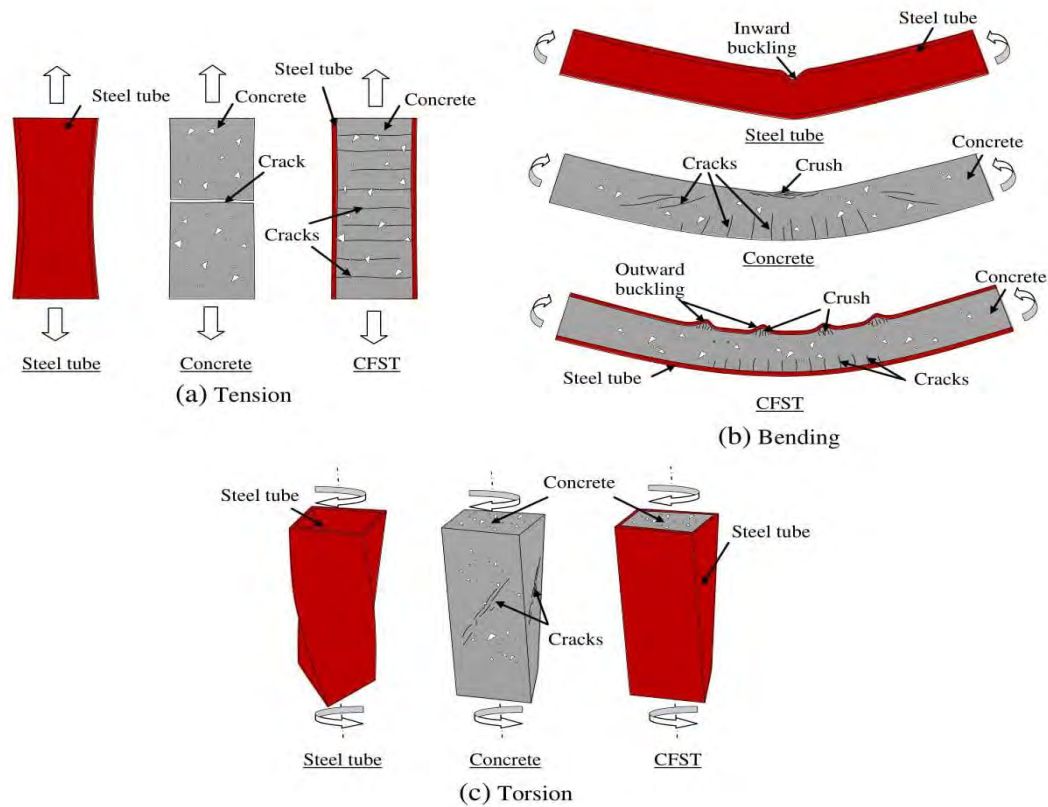 Steel tube
Concrete
Steel tube
Concrete
Crack
Cracks
Steel tube
Concrete
CFST
(a) Tension
Inward
buckling
Steel tube
Steel tube
Cracks
Crush
Concrete
Concrete
Outward
buckling
Crush
Concrete
Steel tube
Cracks
CFST
(b) Bending
Steel tube
Concrete
Steel tube
Cracks
Steel tube
Concrete
CFST
(c) Torsion